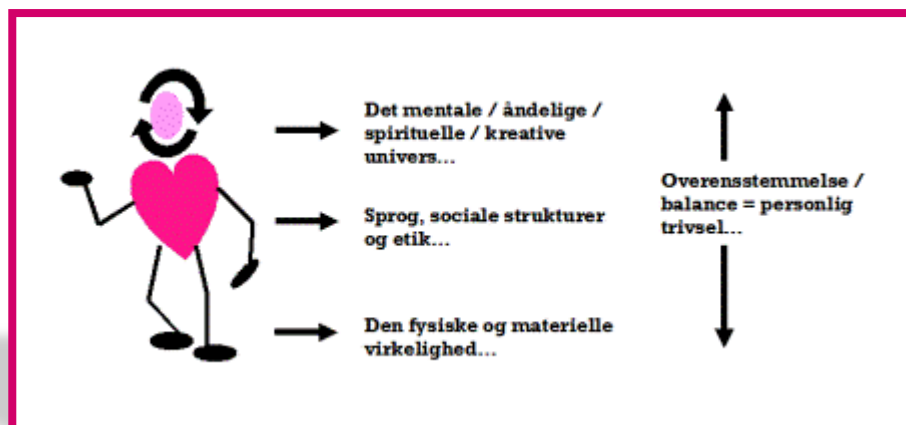 Det mentale / åndelige /
spirituelle / kreative
univers...
Sprog, sociale strukturer
og etik...
Den fysiske og materielle
virkelighed...
Overensstemmelse /
balance = personlig
trivsel...